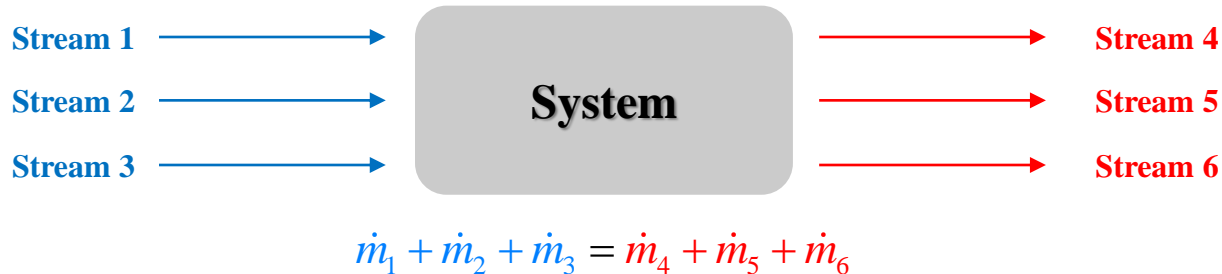 Stream 1
Stream 4
Stream 2
System
Stream 5
Stream 3
Stream 6
ṁ₁ + ṁ₂ + ṁ₃ = ṁ₄ + ṁ₅ + ṁ₆